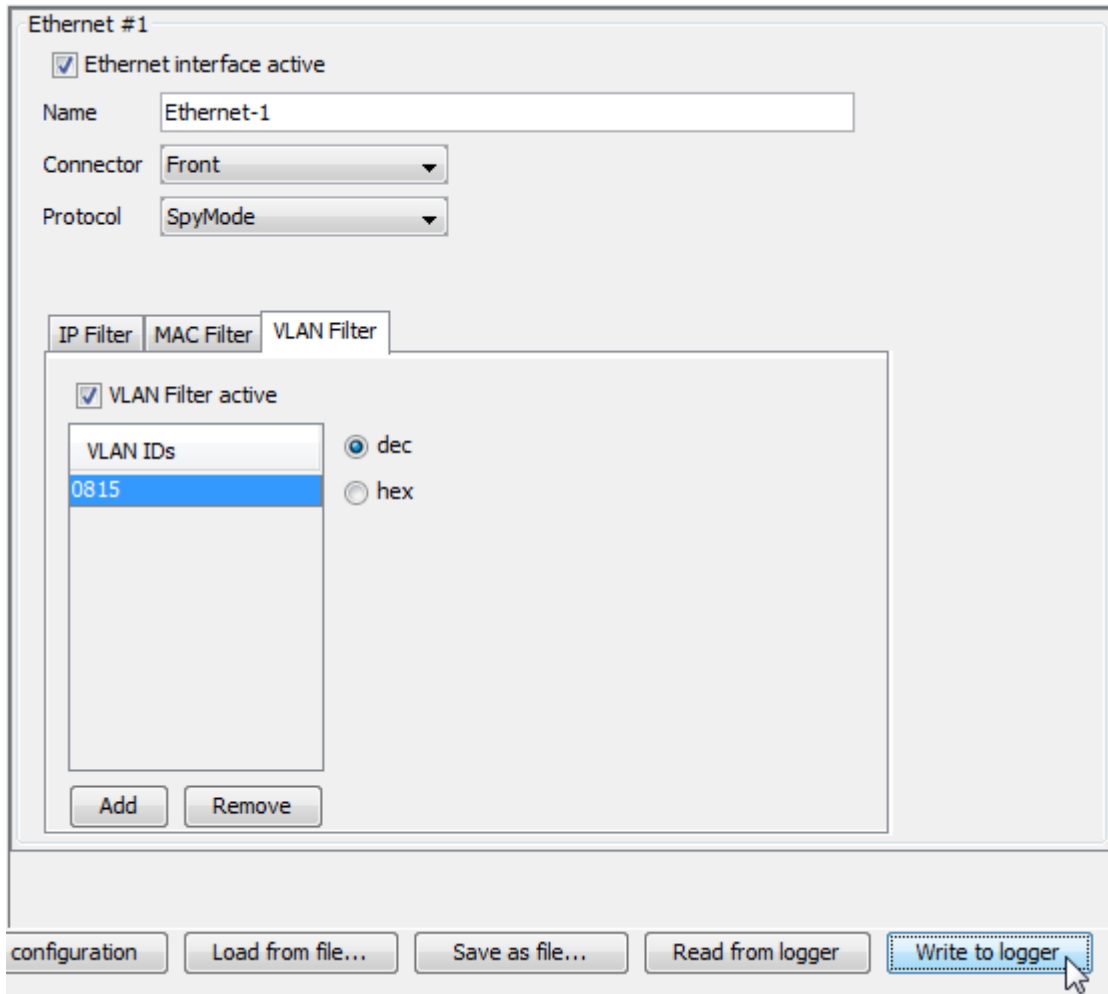 Ethernet #1
Ethernet interface active
Name Ethernet-1
Connector Front
Protocol SpyMode
IP Filter MAC Filter VLAN Filter
VLAN Filter active
VLAN IDs
dec
0815
hex
Add Remove
configuration Load from file... Save as file... Read from logger Write to logger